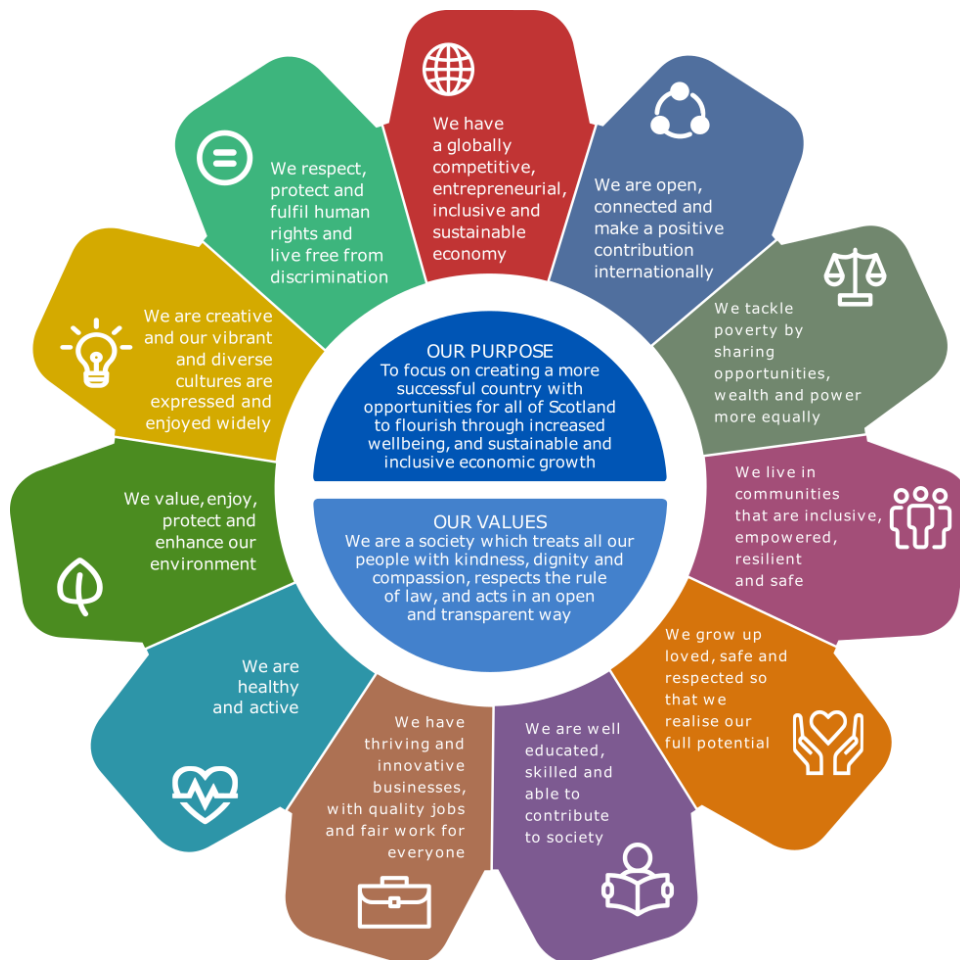 We have
a globally
competitive,
entrepreneurial,
inclusive and
sustainable
economy
We are open,
connected and
make a positive
contribution
internationally
We tackle
poverty by
sharing
opportunities,
wealth and power
more equally
We live in
communities
that are inclusive,
empowered,
resilient
and safe
We grow up
loved, safe and
respected so
that we
realise our
full potential
We are well
educated,
skilled and
able to
contribute
to society
We have
thriving and
innovative
businesses,
with quality jobs
and fair work for
everyone
We are
healthy
and active
We value, enjoy,
protect and
enhance our
environment
We are creative
and our vibrant
and diverse
cultures are
expressed and
enjoyed widely
We respect,
protect and
fulfil human
rights and
live free from
discrimination
OUR PURPOSE
To focus on creating a more
successful country with
opportunities for all of Scotland
to flourish through increased
wellbeing, and sustainable and
inclusive economic growth
OUR VALUES
We are a society which treats all our
people with kindness, dignity and
compassion, respects the rule
of law, and acts in an open
and transparent way